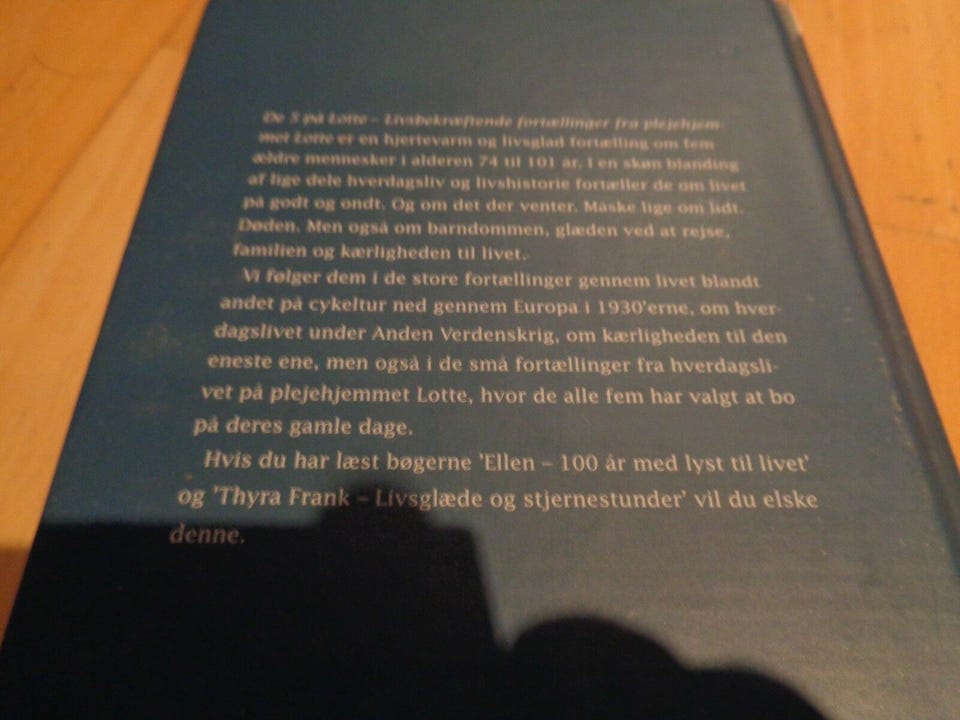 De 5 på Lotte – Livsbekræftende fortællinger fra plejehjem-
met Lotte er en hjertevarm og livsglad fortælling om fem
ældre mennesker i alderen 74 til 101 år. I en skøn blanding
af lige dele hverdagsliv og livshistorie fortæller de om livet
på godt og ondt. Og om det der venter. Måske lige om lidt.
Døden. Men også om barndommen, glæden ved at rejse,
familien og kærligheden til livet.
Vi følger dem i de store fortællinger gennem livet blandt
andet på cykeltur ned gennem Europa i 1930'erne, om hver-
dagslivet under Anden Verdenskrig, om kærligheden til den
eneste ene, men også i de små fortællinger fra hverdagsli-
vet på plejehjemmet Lotte, hvor de alle fem har valgt at bo
på deres gamle dage.
Hvis du har læst bøgerne 'Ellen – 100 år med lyst til livet'
og 'Thyra Frank – Livsglæde og stjernestunder' vil du elske
denne.